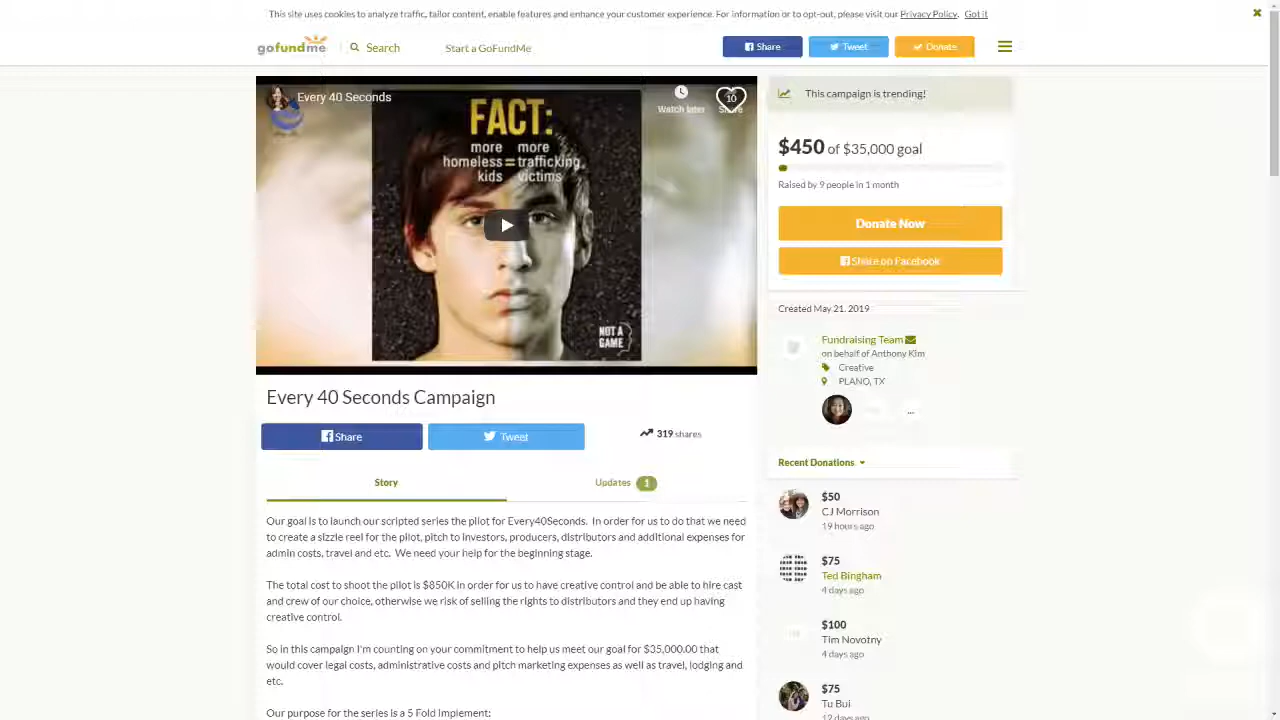 This site uses cookies to analyze traffic, tailor content, enable features and enhance your customer experience. For information or to opt-out, please visit our Privacy Policy. Got it
gofundme
Search
Start a GoFundMe
Share
Tweet
Donate
Every 40 Seconds
Watch later
Share
10
FACT:
more more
homeless = trafficking
kids victims
NOT A
GAME
This campaign is trending!
$450 of $35,000 goal
Raised by 9 people in 1 month
Donate Now
Share on Facebook
Created May 21, 2019
Fundraising Team
on behalf of Anthony Kim
Creative
PLANO, TX
...
Every 40 Seconds Campaign
Share
Tweet
319 shares
Story
Updates 1
Our goal is to launch our scripted series the pilot for Every40Seconds. In order for us to do that we need
to create a sizzle reel for the pilot, pitch to investors, producers, distributors and additional expenses for
admin costs, travel and etc. We need your help for the beginning stage.
The total cost to shoot the pilot is $850K in order for us to have creative control and be able to hire cast
and crew of our choice, otherwise we risk of selling the rights to distributors and they end up having
creative control.
So in this campaign I'm counting on your commitment to help us meet our goal for $35,000.00 that
would cover legal costs, administrative costs and pitch marketing expenses as well as travel, lodging and
etc.
Our purpose for the series is a 5 Fold Implement:
Recent Donations
$50
CJ Morrison
19 hours ago
$75
Ted Bingham
4 days ago
$100
Tim Novotny
4 days ago
$75
Tu Bui
12 days ago